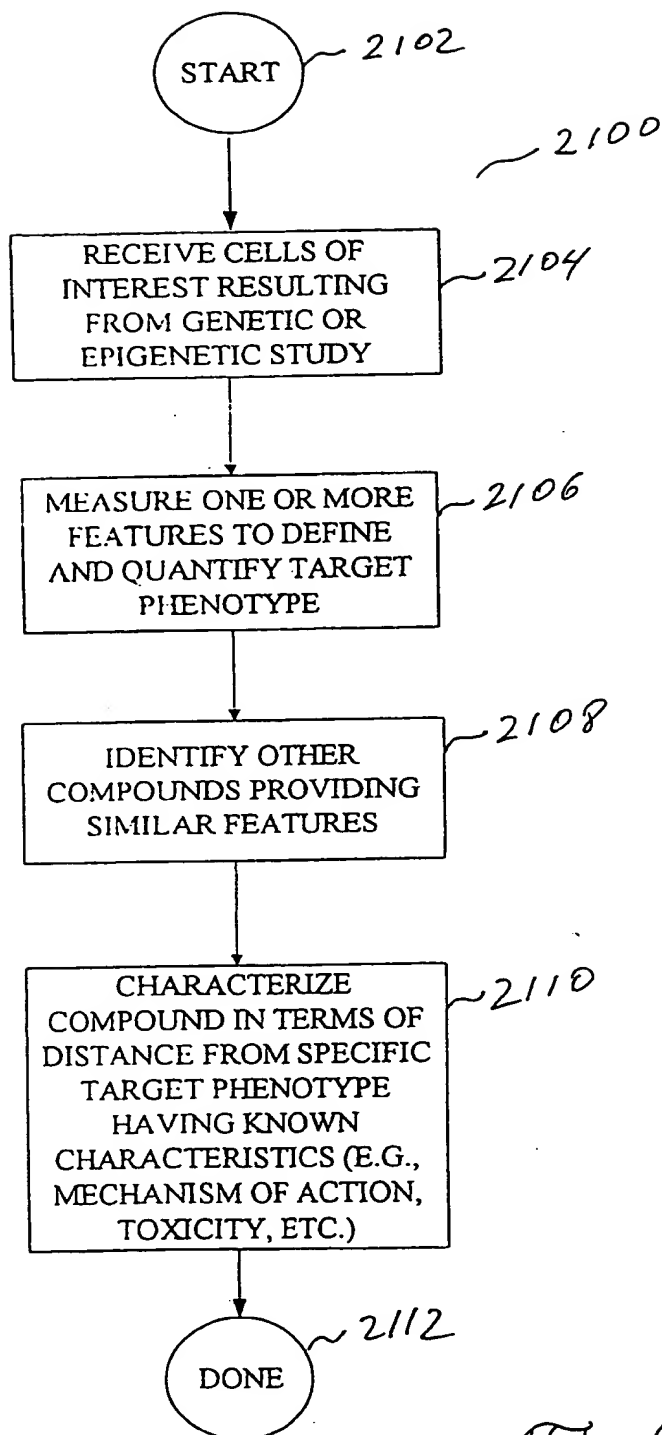 START
2102
2100
RECEIVE CELLS OF
INTEREST RESULTING
FROM GENETIC OR
EPIGENETIC STUDY
2104
MEASURE ONE OR MORE
FEATURES TO DEFINE
AND QUANTIFY TARGET
PHENOTYPE
2106
IDENTIFY OTHER
COMPOUNDS PROVIDING
SIMILAR FEATURES
2108
CHARACTERIZE
COMPOUND IN TERMS OF
DISTANCE FROM SPECIFIC
TARGET PHENOTYPE
HAVING KNOWN
CHARACTERISTICS (E.G.,
MECHANISM OF ACTION,
TOXICITY, ETC.)
2110
DONE
2112